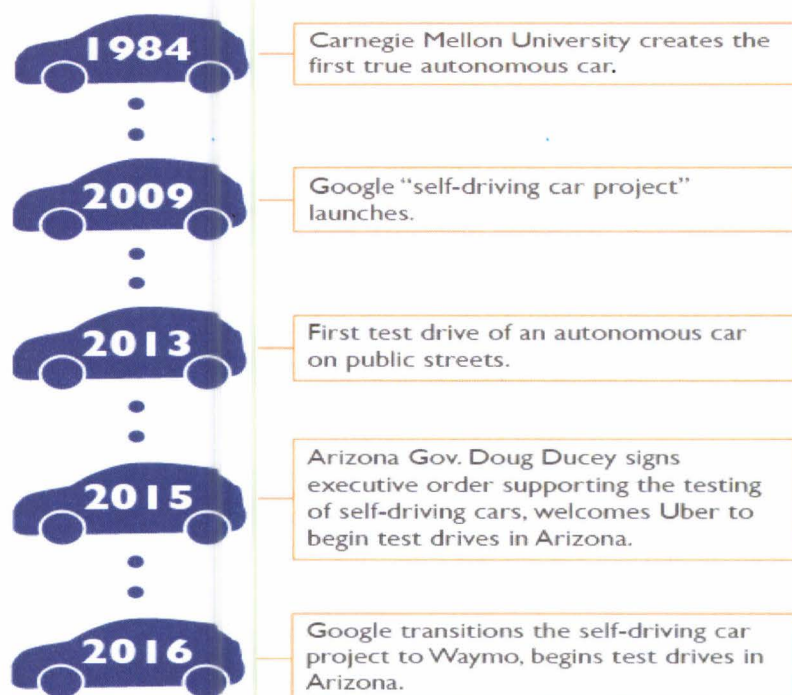 1984
Carnegie Mellon University creates the
first true autonomous car.
2009
Google “self-driving car project”
launches.
2013
First test drive of an autonomous car
on public streets.
2015
Arizona Gov. Doug Ducey signs
executive order supporting the testing
of self-driving cars, welcomes Uber to
begin test drives in Arizona.
2016
Google transitions the self-driving car
project to Waymo, begins test drives in
Arizona.